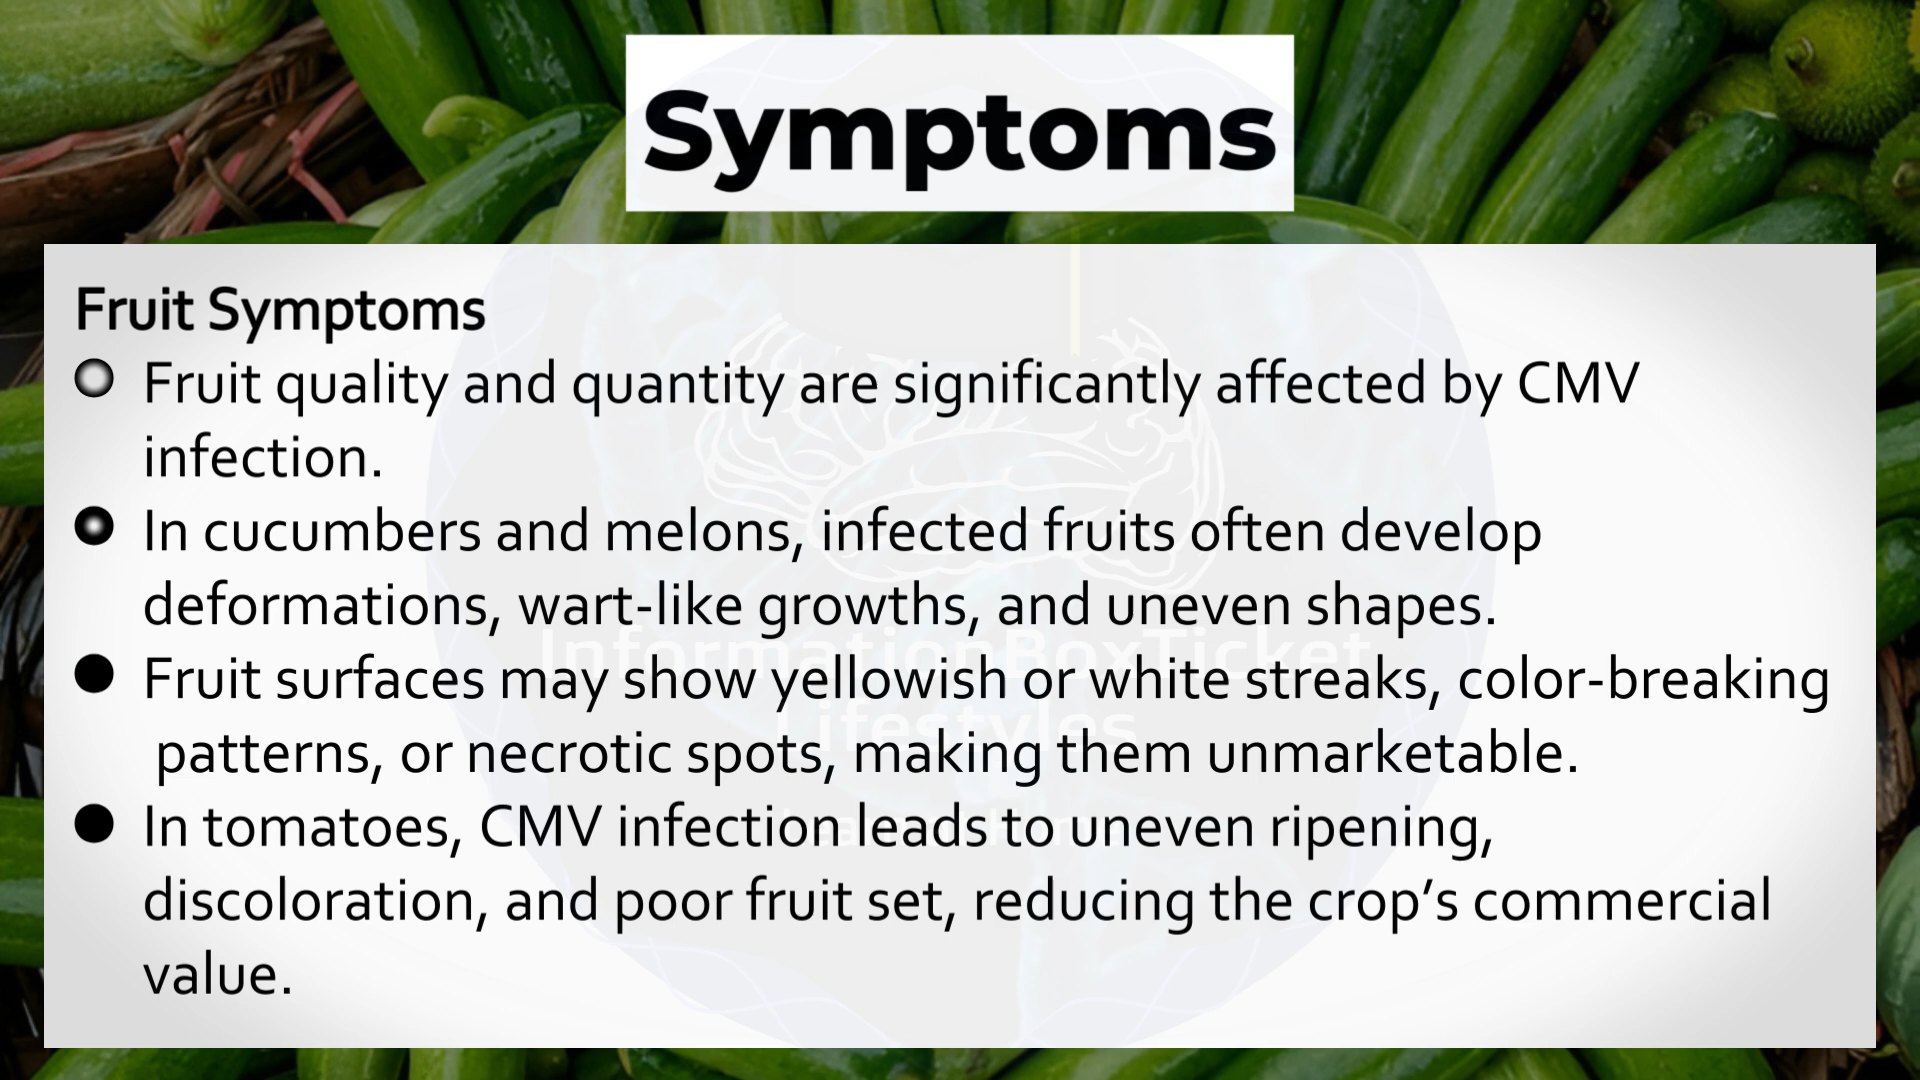 Symptoms
Fruit Symptoms
Fruit quality and quantity are significantly affected by CMV
infection.
In cucumbers and melons, infected fruits often develop
deformations, wart-like growths, and uneven shapes.
Fruit surfaces may show yellowish or white streaks, color-breaking
patterns, or necrotic spots, making them unmarketable.
In tomatoes, CMV infection leads to uneven ripening,
discoloration, and poor fruit set, reducing the crop’s commercial
value.
InformationBoxTicket
Lifestyles